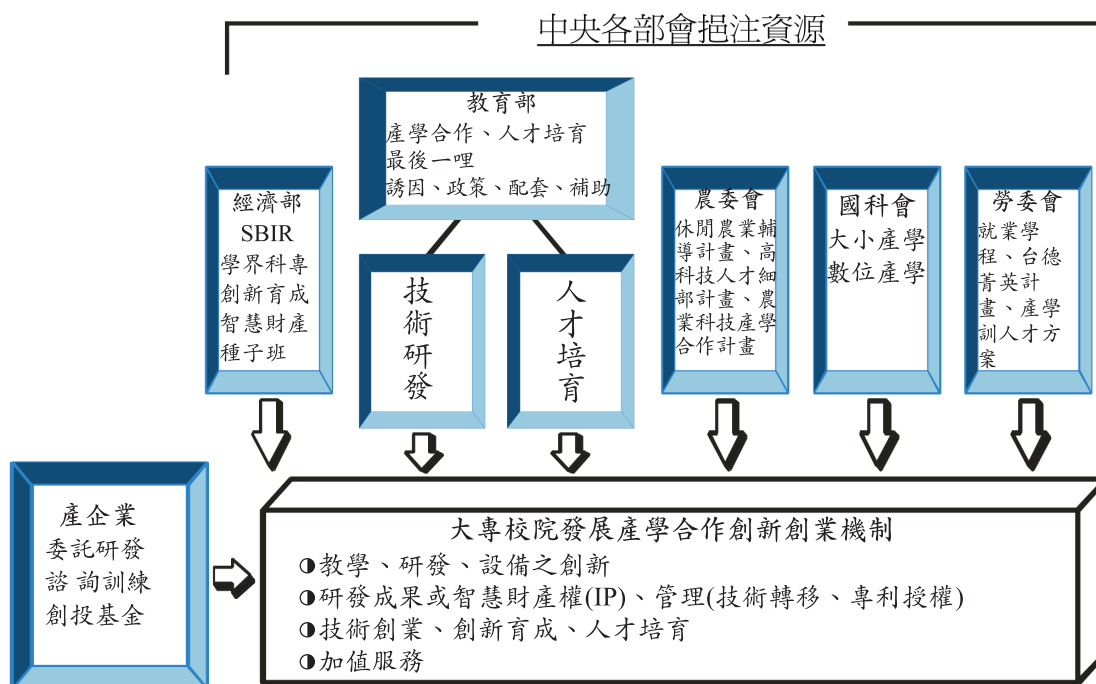 中央各部會挹注資源
教育部
產學合作、人才培育
最後一哩
誘因、政策、配套、補助
經濟部
SBIR
學界科專
創新育成
智慧財產
種子班
技
術
研
發
人
才
培
育
農委會
休閒農業輔
導計畫、高
科技人才細
部計畫、農
業科技產學
合作計畫
國科會
大小產學
數位產學
勞委會
就業學
程、台德
菁英計
畫、產學
訓人才方
案
產企業
委託研發
諮 詢訓練
創投基金
大專校院發展產學合作創新創業機制
◑教學、研發、設備之創新
◑研發成果或智慧財產權(IP)、管理(技術轉移、專利授權)
◑技術創業、創新育成、人才培育
◑加值服務